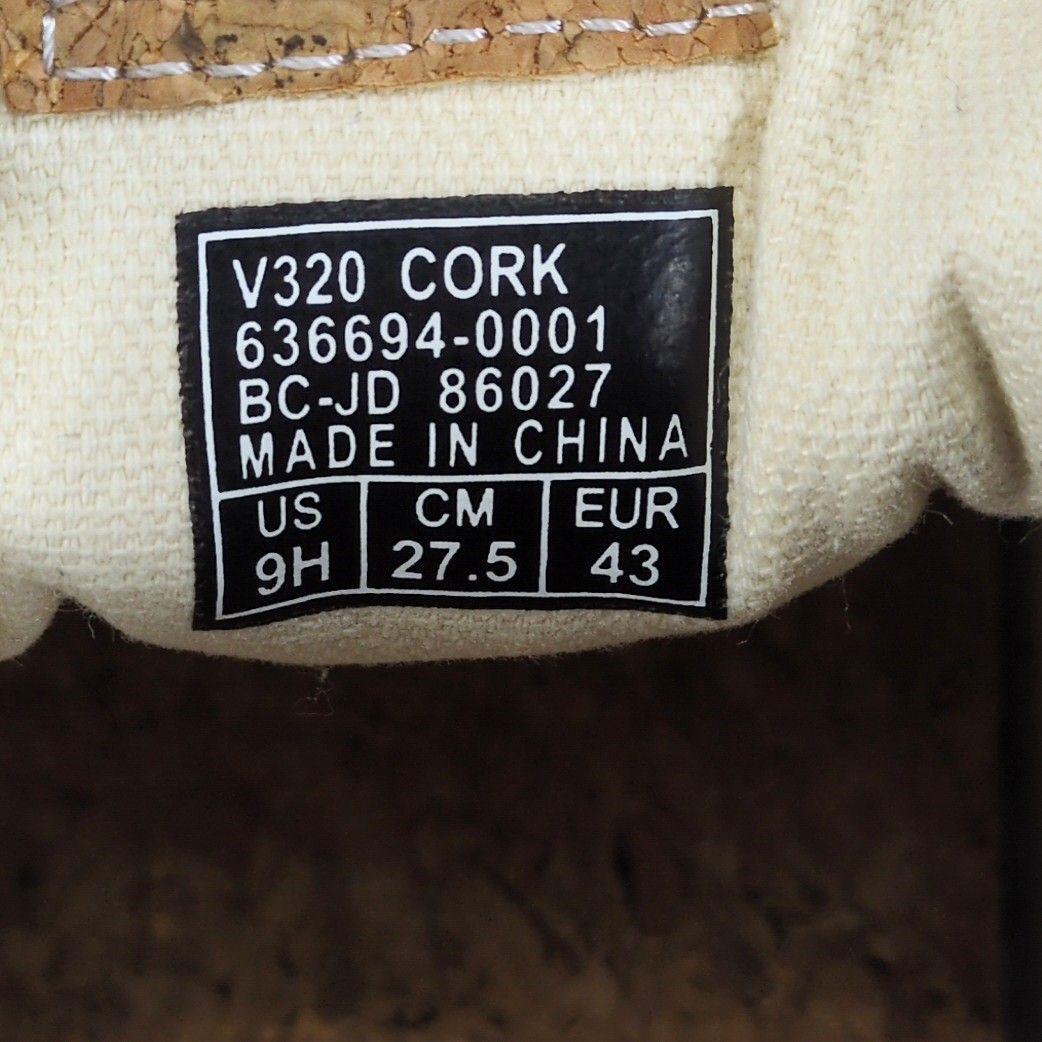 V320 CORK
636694-0001
BC-JD 86027
MADE IN CHINA
US CM EUR
9H 27.5 43